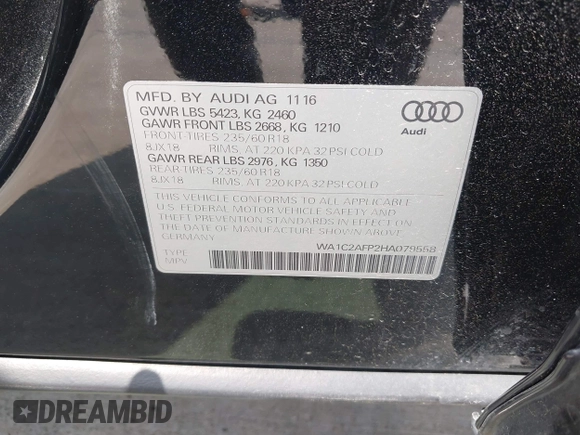 MFD. BY AUDI AG 11 16
GVWR LBS 5423, KG 2460
GAWR FRONT LBS 2668, KG 1210
FRONT-TIRES 235/60 R18
8JX18 RIMS, AT 220 KPA 32 PSI COLD
GAWR REAR LBS 2976, KG 1350
REAR-TIRES 235/60 R18
8JX18 RIMS, AT 220 KPA 32 PSI COLD
THIS VEHICLE CONFORMS TO ALL APPLICABLE
U.S. FEDERAL MOTOR VEHICLE SAFETY AND
THEFT PREVENTION STANDARDS IN EFFECT ON
THE DATE OF MANUFACTURE SHOWN ABOVE.
GERMANY
WA1C2AFP2HA079558
TYPE
MPV
Audi
DREAMBID